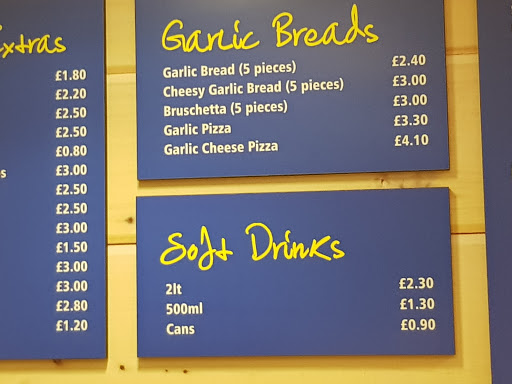 xtras
£1.80
£2.20
£2.50
£2.50
£0.80
s £3.00
£2.50
£2.50
£3.00
£1.50
£3.00
£3.00
£2.80
£1.20
Garlic Breads
Garlic Bread (5 pieces) £2.40
Cheesy Garlic Bread (5 pieces) £3.00
Bruschetta (5 pieces) £3.00
Garlic Pizza £3.30
Garlic Cheese Pizza £4.10
Soft Drinks
2lt £2.30
500ml £1.30
Cans £0.90